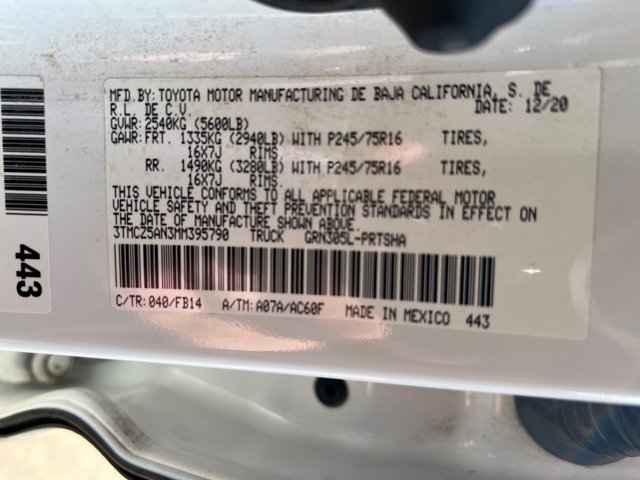 MFD.BY: TOYOTA MOTOR MANUFACTURING DE BAJA CALIFORNIA, S. DE
R.L. DE C.V. DATE: 12/20
GVWR: 2540KG (5600LB)
GAWR: FRT. 1335KG (2940LB) WITH P245/75R16 TIRES,
16X7J RIMS,
RR. 1490KG (3280LB) WITH P245/75R16 TIRES,
16X7J RIMS,
THIS VEHICLE CONFORMS TO ALL APPLICABLE FEDERAL MOTOR
VEHICLE SAFETY AND THEFT PREVENTION STANDARDS IN EFFECT ON
THE DATE OF MANUFACTURE SHOWN ABOVE.
3TMCZ5AN3MM395790 TRUCK GRN305L-PRTSHA
C/TR: 040/FB14 A/TM: A07A/AC60F MADE IN MEXICO 443
443